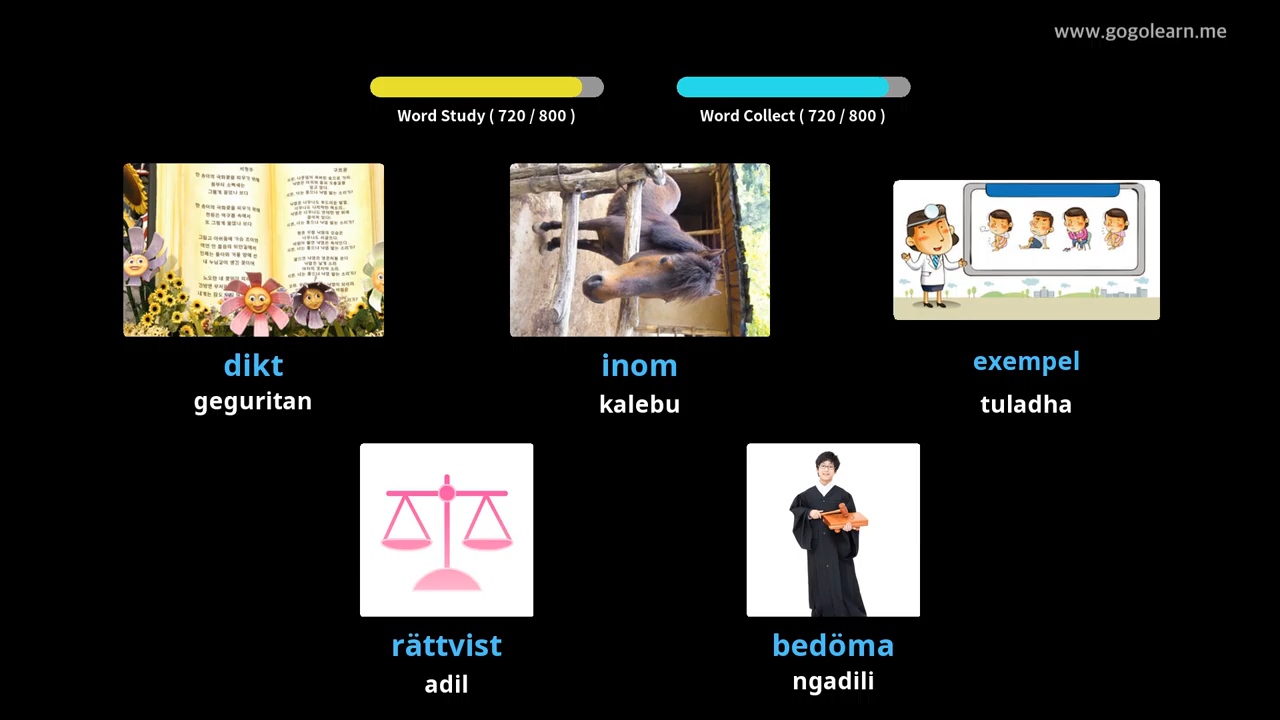 www.gogolearn.me
Word Study ( 720 / 800 )
Word Collect ( 720 / 800 )
dikt
geguritan
inom
kalebu
exempel
tuladha
rättvist
adil
bedöma
ngadili